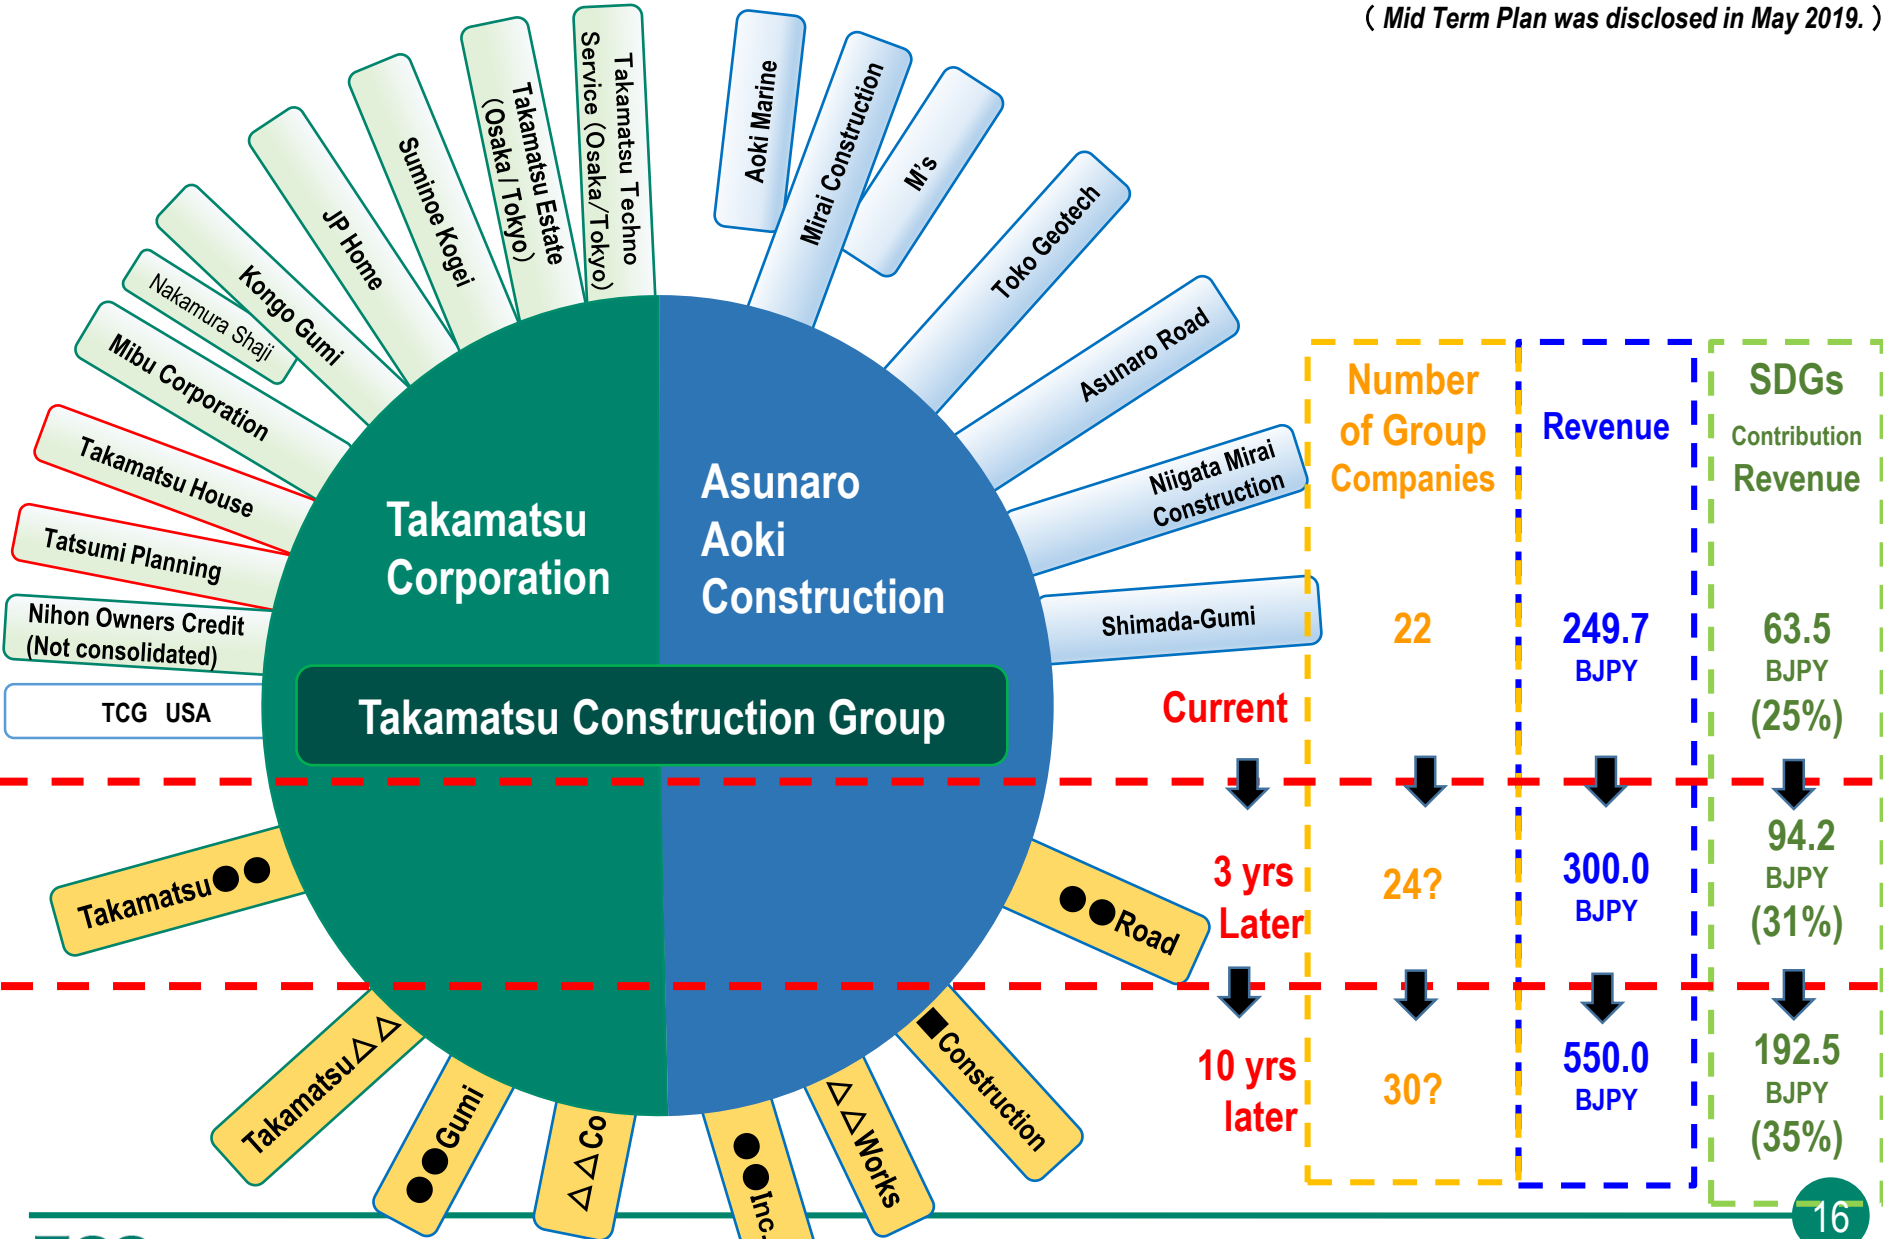 ( Mid Term Plan was disclosed in May 2019. )
Takamatsu Techno
Service (Osaka/Tokyo)
Takamatsu Estate
(Osaka / Tokyo)
Suminoe Kogei
JP Home
Kongo Gumi
Nakamura Shaji
Mibu Corporation
Takamatsu House
Tatsumi Planning
Nihon Owners Credit
(Not consolidated)
TCG USA
Aoki Marine
Mirai Construction
M's
Toko Geotech
Asunaro Road
Niigata Mirai
Construction
Shimada-Gumi
Takamatsu
Corporation
Asunaro
Aoki
Construction
Takamatsu Construction Group
Number
of Group
Companies
Revenue
SDGs
Contribution
Revenue
Current
22
249.7
BJPY
63.5
BJPY
(25%)
3 yrs
Later
24?
300.0
BJPY
94.2
BJPY
(31%)
10 yrs
later
30?
550.0
BJPY
192.5
BJPY
(35%)
Takamatsu●●
●●Road
Takamatsu△△
●●Gumi
△△Co
●●Inc.
△△Works
■Construction
16